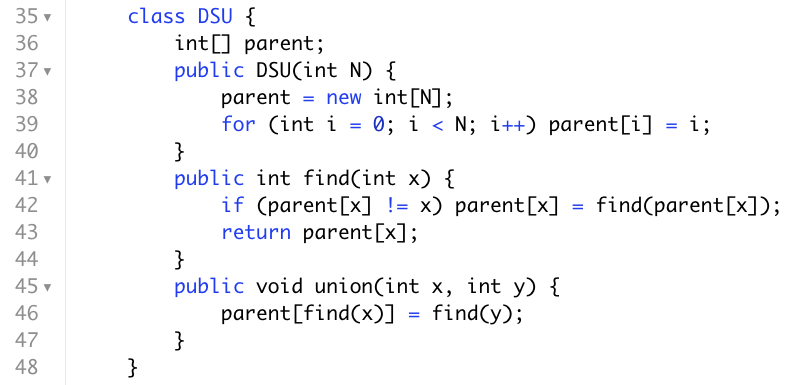 35 class DSU {
36 int[] parent;
37 public DSU(int N) {
38 parent = new int[N];
39 for (int i = 0; i < N; i++) parent[i] = i;
40 }
41 public int find(int x) {
42 if (parent[x] != x) parent[x] = find(parent[x]);
43 return parent[x];
44 }
45 public void union(int x, int y) {
46 parent[find(x)] = find(y);
47 }
48 }